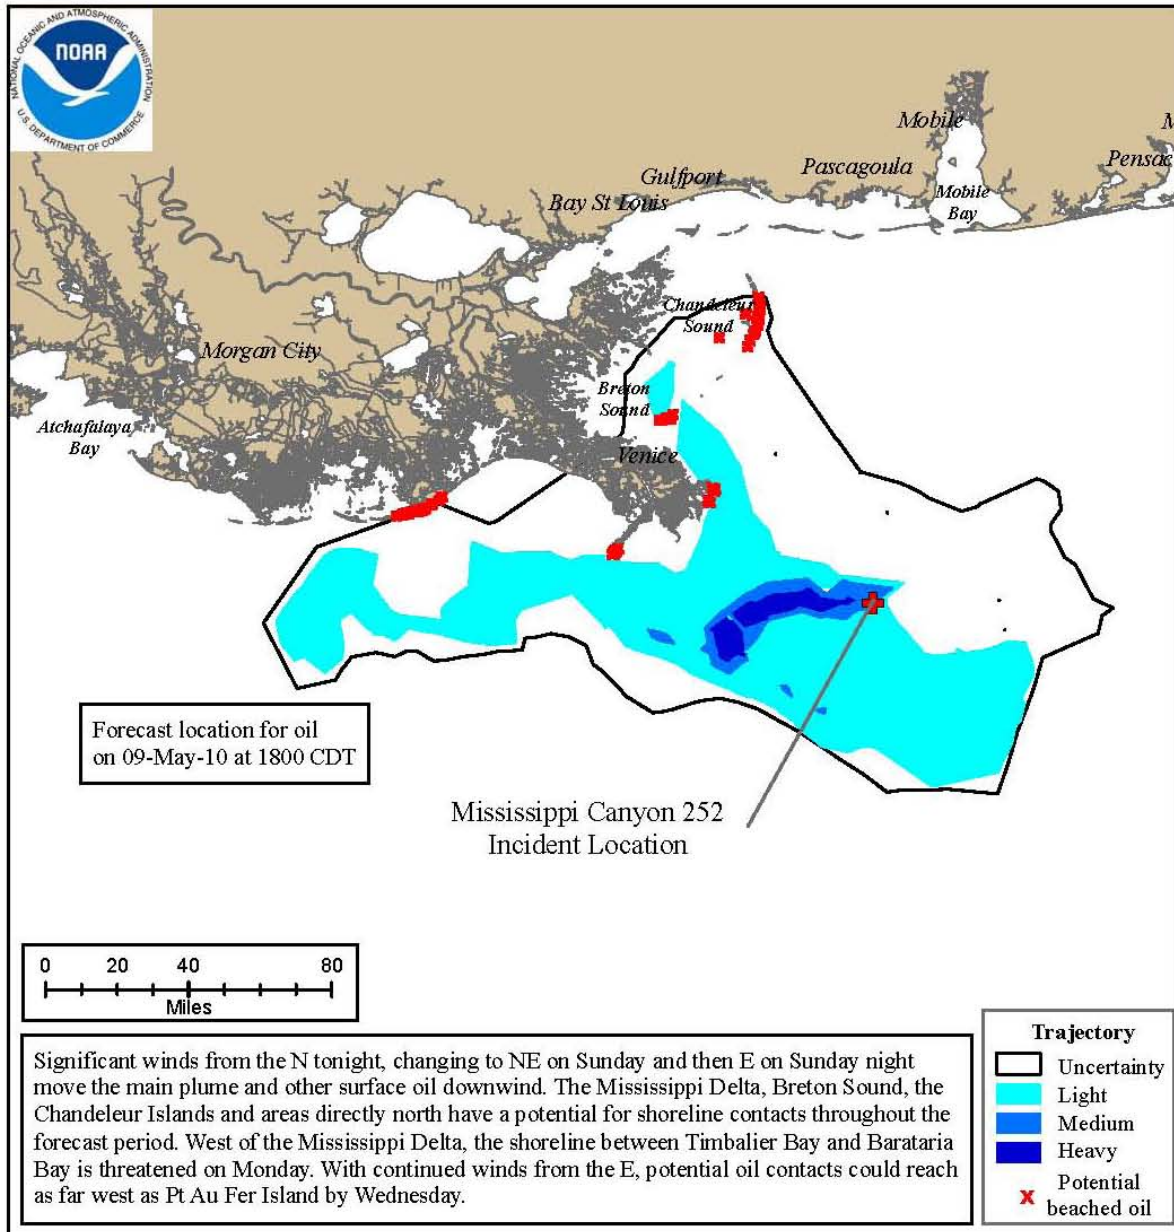 NATIONAL OCEANIC AND ATMOSPHERIC ADMINISTRATION
NOAA
U.S. DEPARTMENT OF COMMERCE
Mobile
Pascagoula
Gulfport
Bay St Louis
Mobile
Bay
Pensac
M
Chandeleur
Sound
Morgan City
Breton
Sound
Atchafalaya
Bay
Venice
Forecast location for oil
on 09-May-10 at 1800 CDT
Mississippi Canyon 252
Incident Location
0 20 40 80
Miles
Significant winds from the N tonight, changing to NE on Sunday and then E on Sunday night
move the main plume and other surface oil downwind. The Mississippi Delta, Breton Sound, the
Chandeleur Islands and areas directly north have a potential for shoreline contacts throughout the
forecast period. West of the Mississippi Delta, the shoreline between Timbalier Bay and Barataria
Bay is threatened on Monday. With continued winds from the E, potential oil contacts could reach
as far west as Pt Au Fer Island by Wednesday.
Trajectory
Uncertainty
Light
Medium
Heavy
x Potential
beached oil